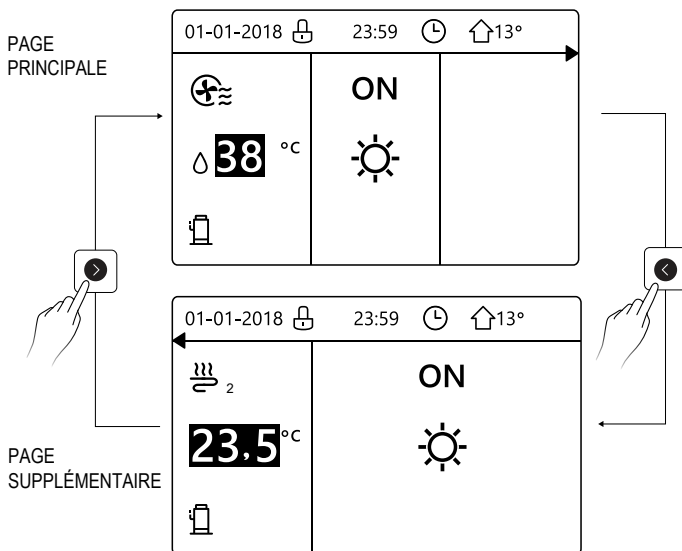 PAGE
PRINCIPALE
01-01-2018 23:59 13°
ON
38 °C
01-01-2018 23:59 13°
2
ON
23,5 °C
PAGE
SUPPLÉMENTAIRE